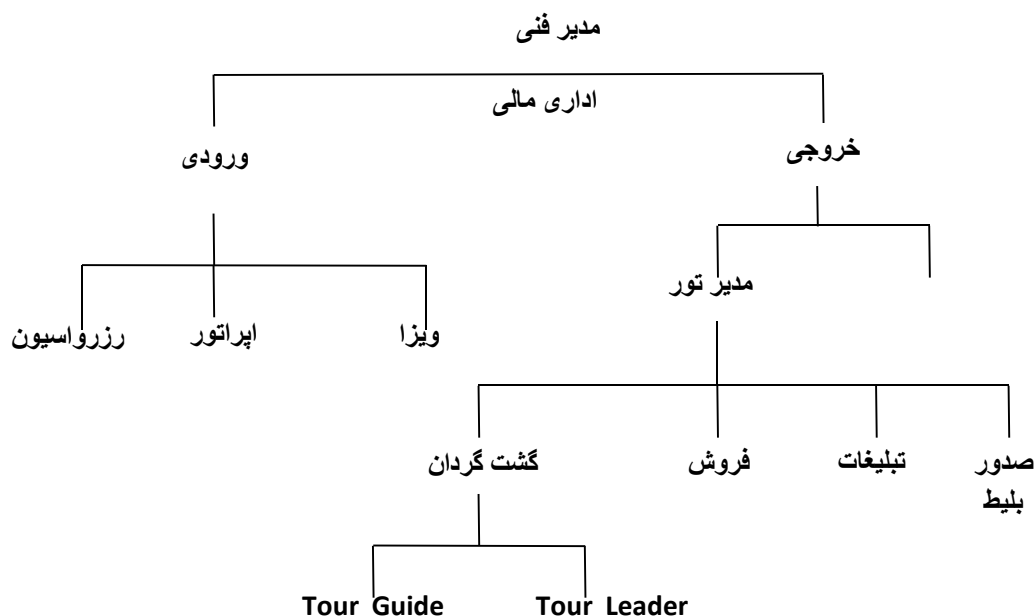 مدیر فنی
اداری مالی
خروجی
ورودی
مدیر تور
ویزا
اپراتور
رزرواسیون
صدور
بلیط
تبلیغات
فروش
گشت گردان
Tour Guide
Tour Leader